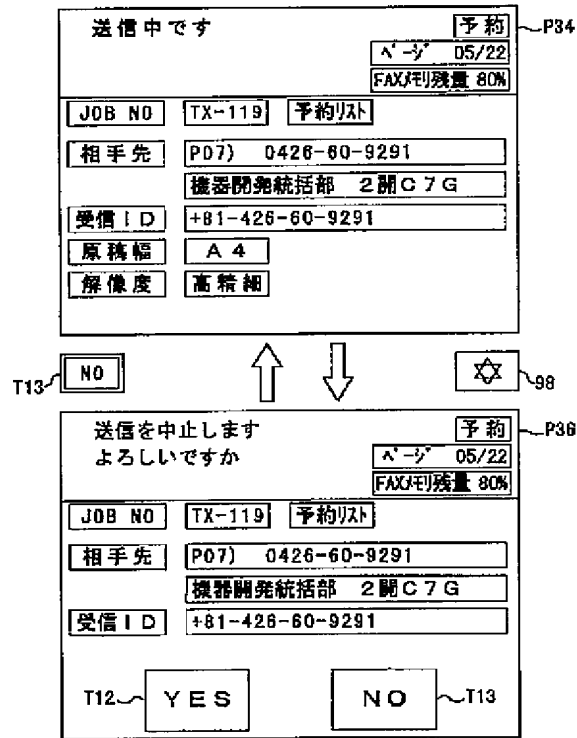 送信中です 予約 P34
ページ 05/22
FAXメモリ残量 80%
JOB NO TX-119 予約リスト
相手先 P07) 0426-60-9291
機器開発統括部 2開C7G
受信ID +81-426-60-9291
原稿幅 A4
解像度 高精細
T13 NO 98
送信を中止します 予約 P36
よろしいですか ページ 05/22
FAXメモリ残量 80%
JOB NO TX-119 予約リスト
相手先 P07) 0426-60-9291
機器開発統括部 2開C7G
受信ID +81-426-60-9291
T12 YES NO T13